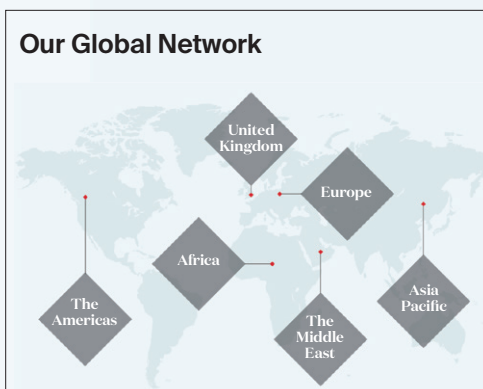 Our Global Network
United
Kingdom
Europe
Africa
The
Americas
The
Middle
East
Asia
Pacific